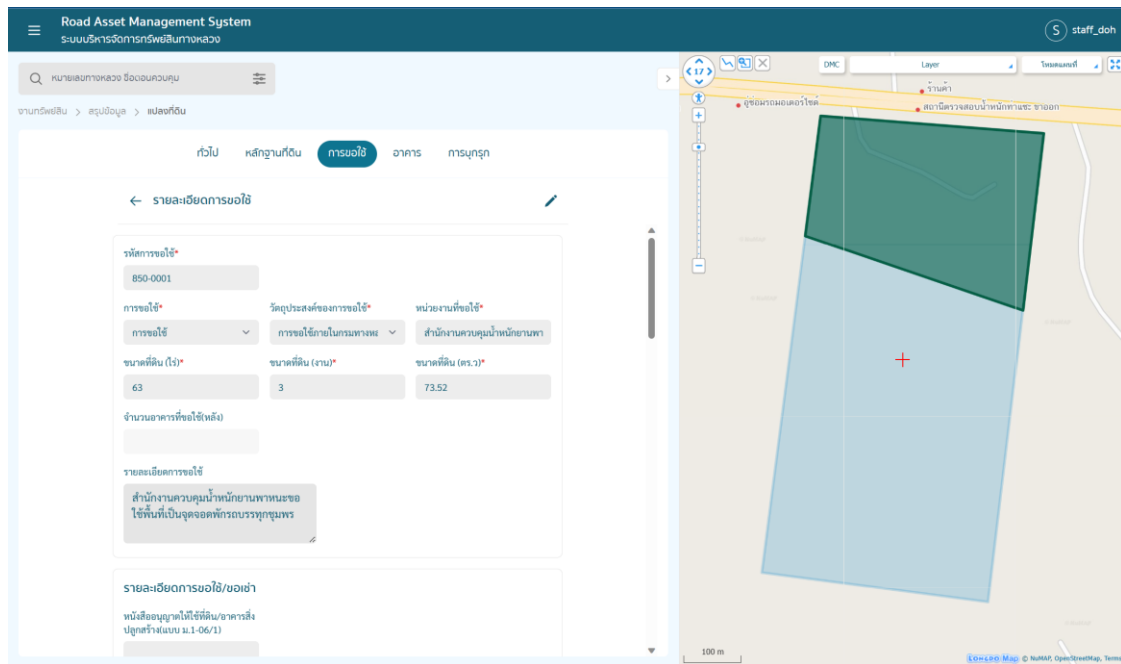 Road Asset Management System
ระบบบริหารจัดการทรัพย์สินทางหลวง
S staff_doh
หมายเลขทางหลวง ชื่อตอนควบคุม
งานทรัพย์สิน > สรุปข้อมูล > แปลงที่ดิน
ทั่วไป หลักฐานที่ดิน การขอใช้ อาคาร การบุกรุก
รายละเอียดการขอใช้
รหัสการขอใช้*
850-0001
การขอใช้* วัตถุประสงค์ของการขอใช้* หน่วยงานที่ขอใช้*
การขอใช้ การขอใช้ภายในกรมทางหล สำนักงานควบคุมน้ำหนักยานพา
ขนาดที่ดิน (ไร่)* ขนาดที่ดิน (งาน)* ขนาดที่ดิน (ตร.ว)*
63 3 73.52
จำนวนอาคารที่ขอใช้(หลัง)
รายละเอียดการขอใช้
สำนักงานควบคุมน้ำหนักยานพาหนะขอ
ใช้พื้นที่เป็นจุดจอดพักรถบรรทุกชุมพร
รายละเอียดการขอใช้/ขอเช่า
หนังสืออนุญาตให้ใช้ที่ดิน/อาคารสิ่ง
ปลูกสร้าง(แบบ ม.1-06/1)
17
DMC Layer โหมดแผนที่
ร้านค้า
อู่ซ่อมรถมอเตอร์ไซต์
สถานีตรวจสอบน้ำหนักท่าแซะ ขาออก
100 m
Longdo Map © NuMAP, OpenStreetMap, Terms